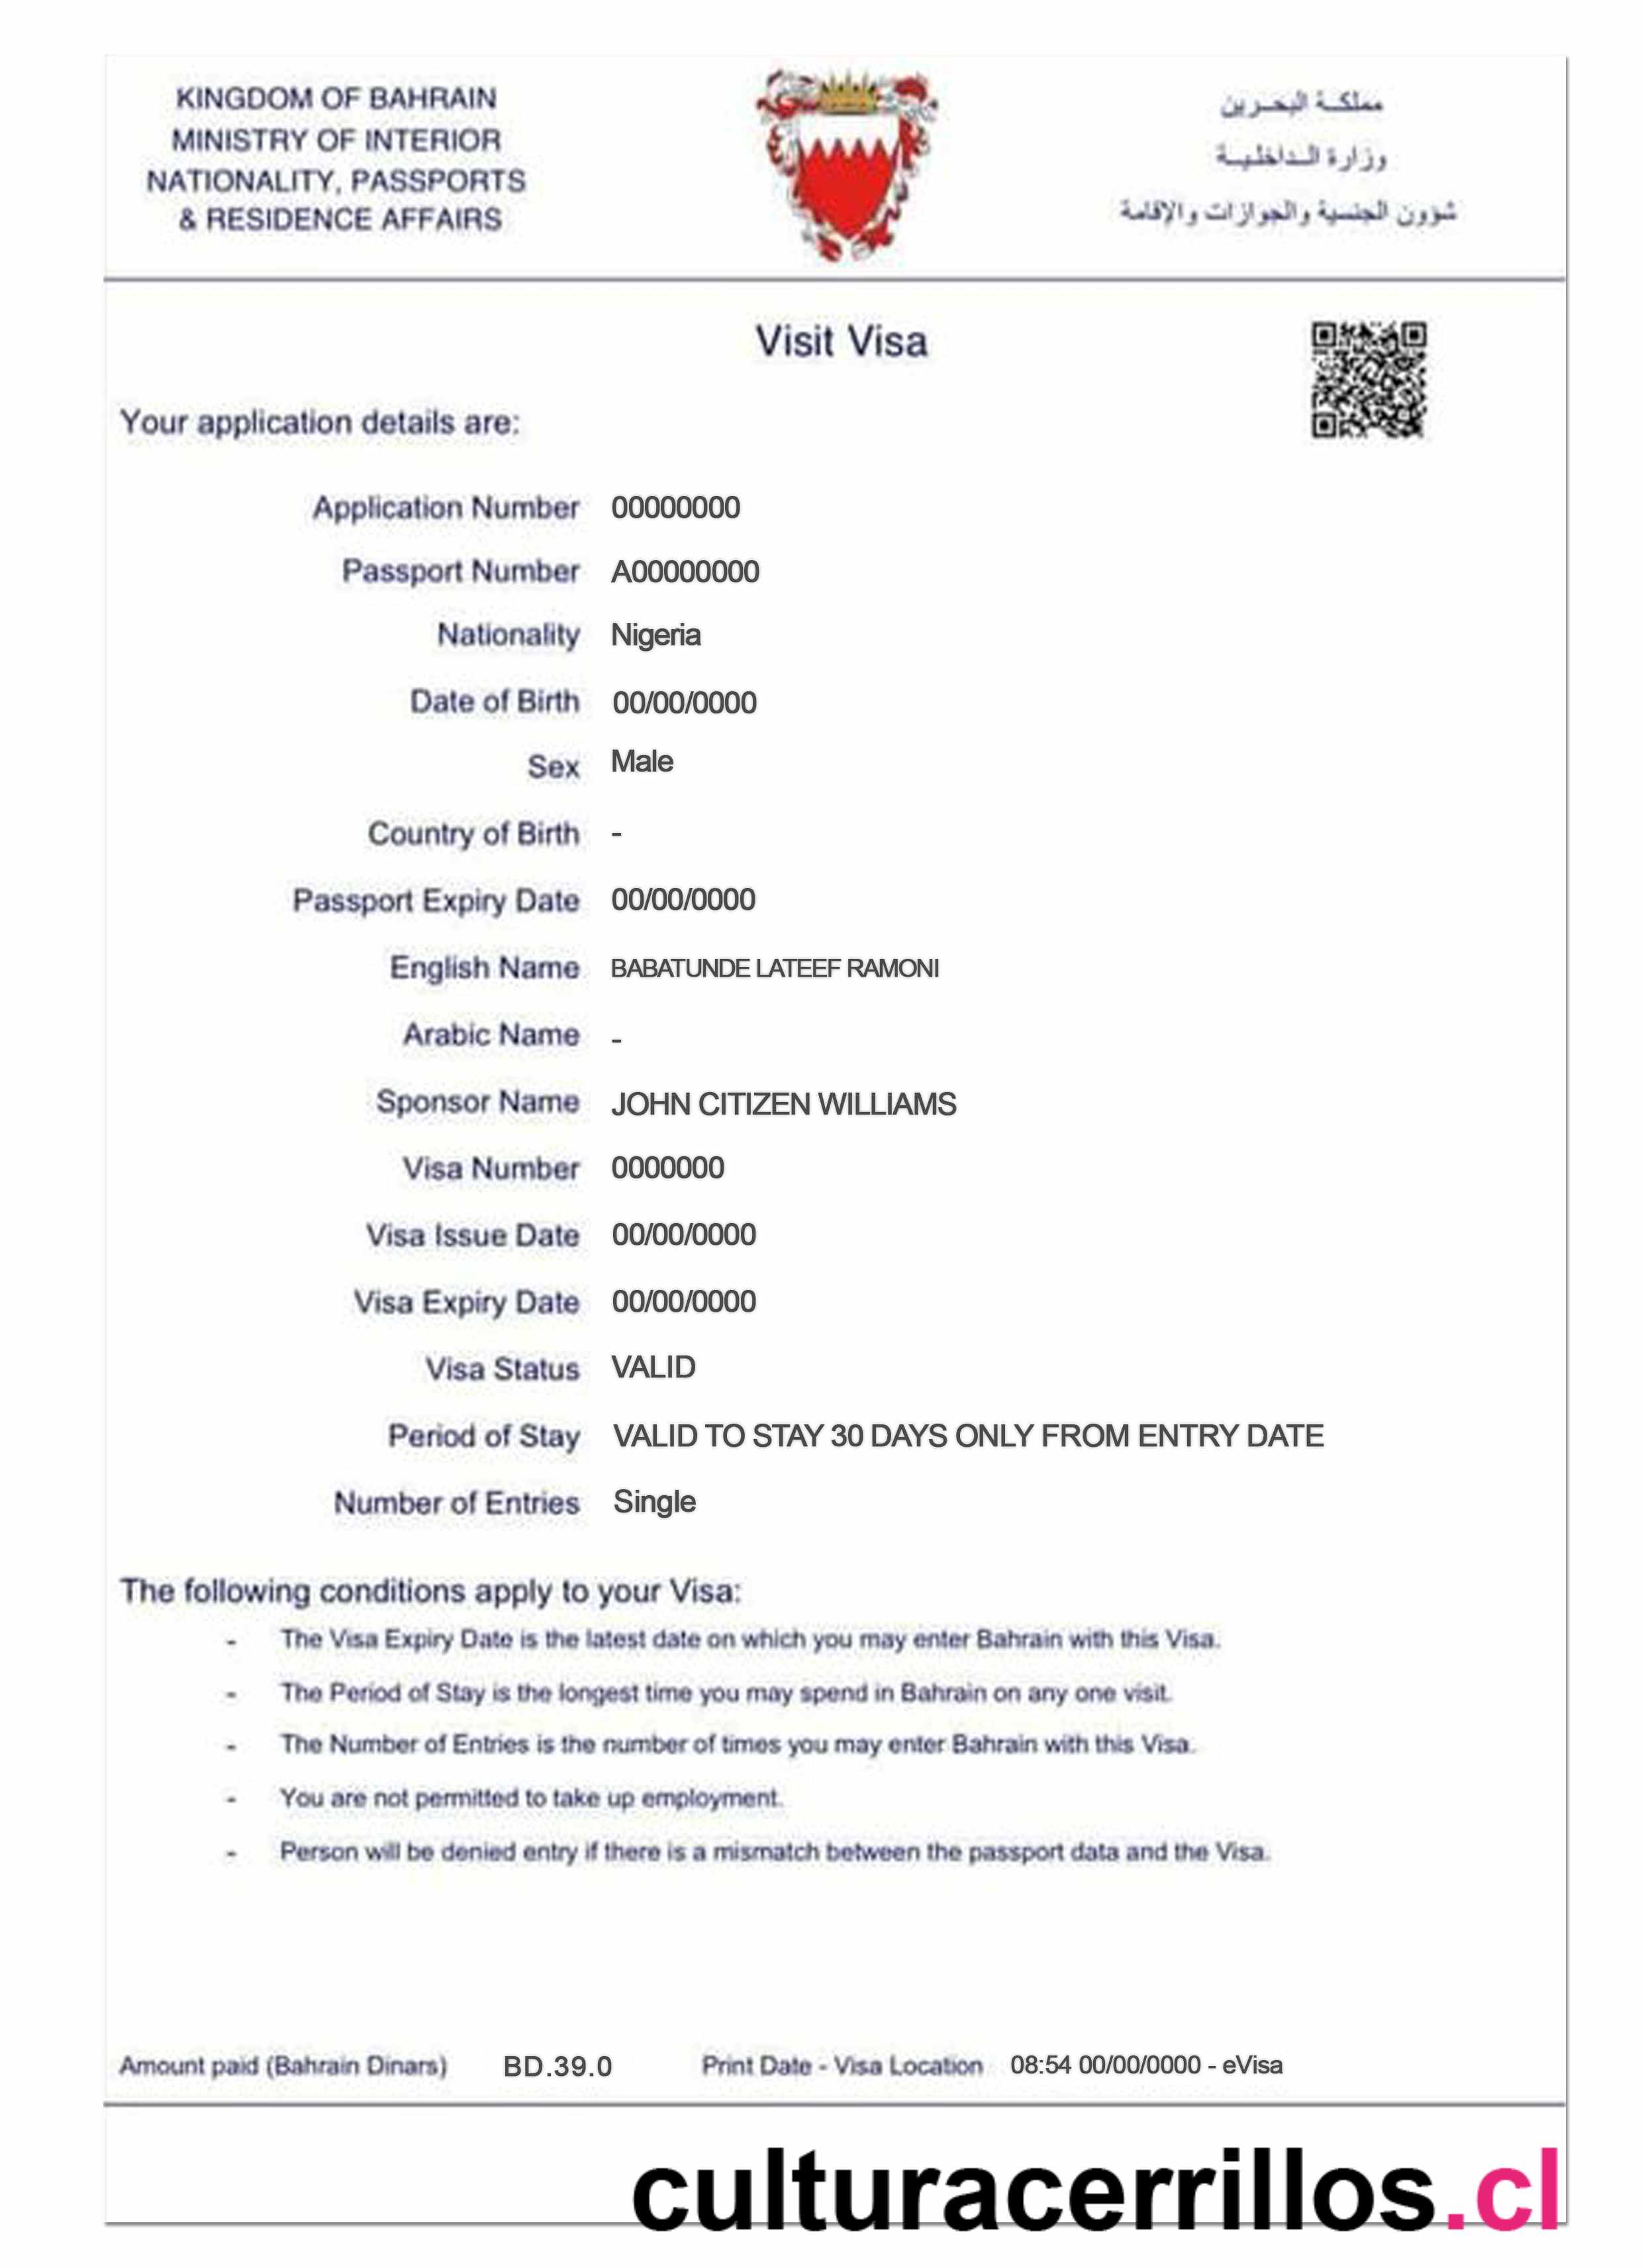 KINGDOM OF BAHRAIN
MINISTRY OF INTERIOR
NATIONALITY, PASSPORTS
& RESIDENCE AFFAIRS
مملكـة البحـرين
وزارة الـداخليـة
شؤون الجنسية والجوازات والإقامة
Visit Visa
Your application details are:
Application Number 00000000
Passport Number A00000000
Nationality Nigeria
Date of Birth 00/00/0000
Sex Male
Country of Birth -
Passport Expiry Date 00/00/0000
English Name BABATUNDE LATEEF RAMONI
Arabic Name -
Sponsor Name JOHN CITIZEN WILLIAMS
Visa Number 0000000
Visa Issue Date 00/00/0000
Visa Expiry Date 00/00/0000
Visa Status VALID
Period of Stay VALID TO STAY 30 DAYS ONLY FROM ENTRY DATE
Number of Entries Single
The following conditions apply to your Visa:
- The Visa Expiry Date is the latest date on which you may enter Bahrain with this Visa.
- The Period of Stay is the longest time you may spend in Bahrain on any one visit.
- The Number of Entries is the number of times you may enter Bahrain with this Visa.
- You are not permitted to take up employment.
- Person will be denied entry if there is a mismatch between the passport data and the Visa.
Amount paid (Bahrain Dinars) BD.39.0 Print Date - Visa Location 08:54 00/00/0000 - eVisa
culturacerrillos.cl